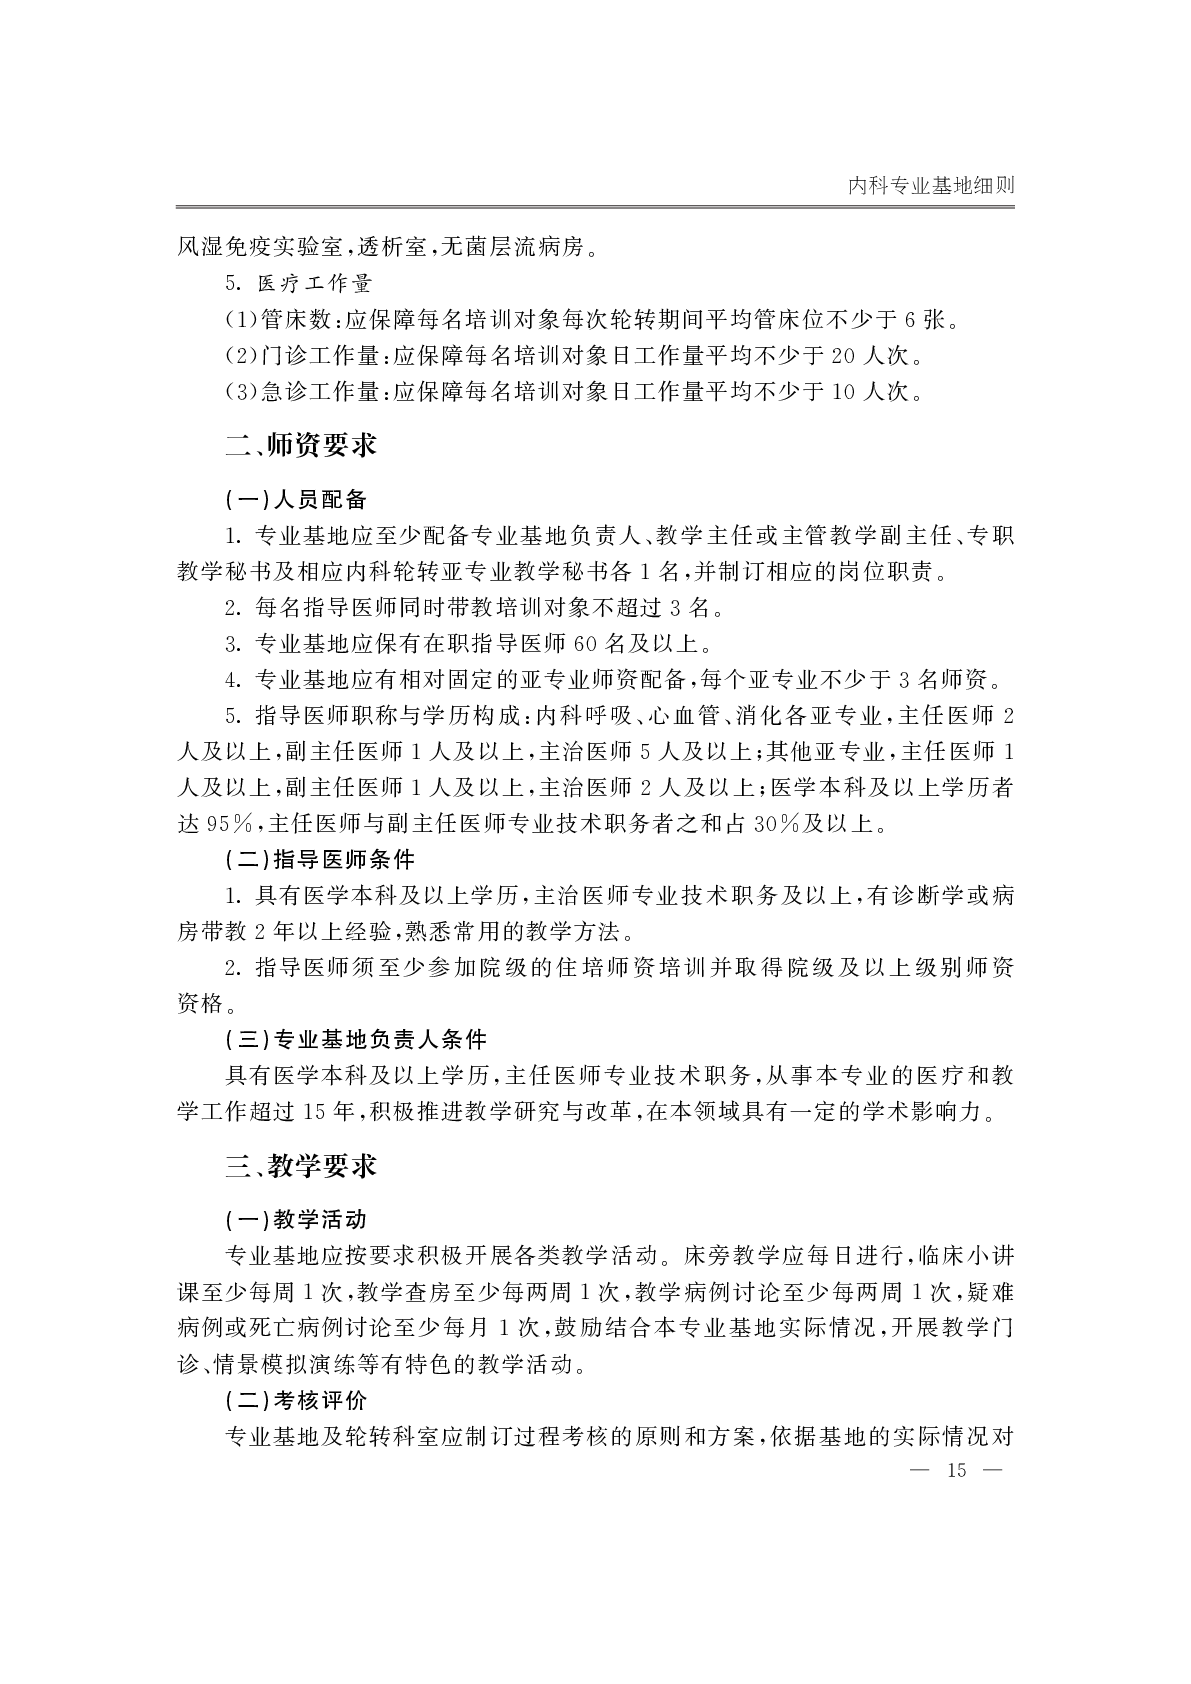 内科专业基地细则
风湿免疫实验室,透析室,无菌层流病房。
5. 医疗工作量
(1)管床数:应保障每名培训对象每次轮转期间平均管床位不少于 6 张。
(2)门诊工作量:应保障每名培训对象日工作量平均不少于 20 人次。
(3)急诊工作量:应保障每名培训对象日工作量平均不少于 10 人次。
二、师资要求
(一)人员配备
1. 专业基地应至少配备专业基地负责人、教学主任或主管教学副主任、专职
教学秘书及相应内科轮转亚专业教学秘书各 1 名,并制订相应的岗位职责。
2. 每名指导医师同时带教培训对象不超过 3 名。
3. 专业基地应保有在职指导医师 60 名及以上。
4. 专业基地应有相对固定的亚专业师资配备,每个亚专业不少于 3 名师资。
5. 指导医师职称与学历构成:内科呼吸、心血管、消化各亚专业,主任医师 2
人及以上,副主任医师 1 人及以上,主治医师 5 人及以上;其他亚专业,主任医师 1
人及以上,副主任医师 1 人及以上,主治医师 2 人及以上;医学本科及以上学历者
达 95%,主任医师与副主任医师专业技术职务者之和占 30%及以上。
(二)指导医师条件
1. 具有医学本科及以上学历,主治医师专业技术职务及以上,有诊断学或病
房带教 2 年以上经验,熟悉常用的教学方法。
2. 指导医师须至少参加院级的住培师资培训并取得院级及以上级别师资
资格。
(三)专业基地负责人条件
具有医学本科及以上学历,主任医师专业技术职务,从事本专业的医疗和教
学工作超过 15 年,积极推进教学研究与改革,在本领域具有一定的学术影响力。
三、教学要求
(一)教学活动
专业基地应按要求积极开展各类教学活动。床旁教学应每日进行,临床小讲
课至少每周 1 次,教学查房至少每两周 1 次,教学病例讨论至少每两周 1 次,疑难
病例或死亡病例讨论至少每月 1 次,鼓励结合本专业基地实际情况,开展教学门
诊、情景模拟演练等有特色的教学活动。
(二)考核评价
专业基地及轮转科室应制订过程考核的原则和方案,依据基地的实际情况对
— 15 —